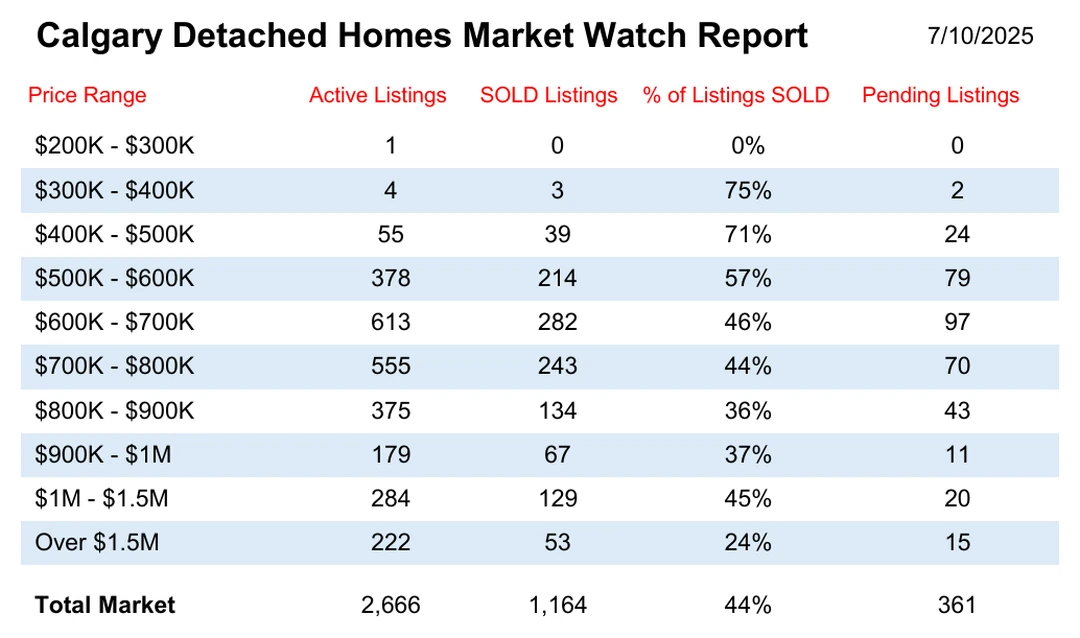 Calgary Detached Homes Market Watch Report 7/10/2025
Price Range Active Listings SOLD Listings % of Listings SOLD Pending Listings
$200K - $300K 1 0 0% 0
$300K - $400K 4 3 75% 2
$400K - $500K 55 39 71% 24
$500K - $600K 378 214 57% 79
$600K - $700K 613 282 46% 97
$700K - $800K 555 243 44% 70
$800K - $900K 375 134 36% 43
$900K - $1M 179 67 37% 11
$1M - $1.5M 284 129 45% 20
Over $1.5M 222 53 24% 15
Total Market 2,666 1,164 44% 361